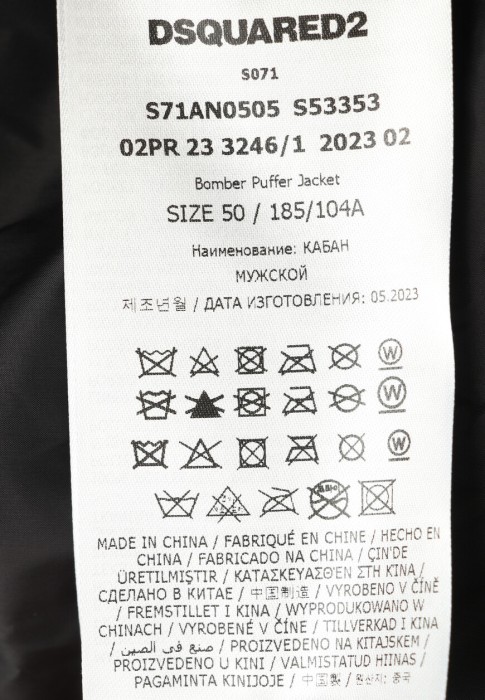 DSQUARED2
S071
S71AN0505 S53353
02PR 23 3246/1 2023 02
Bomber Puffer Jacket
SIZE 50 / 185/104A
Наименование: КАБАН
МУЖСКОЙ
제조년월 / ДАТА ИЗГОТОВЛЕНИЯ: 05.2023
W
W
W
MADE IN CHINA / FABRIQUÉ EN CHINE / HECHO EN
CHINA / FABRICADO NA CHINA / ÇIN'DE
ÜRETILMIŞTIR / ΚΑΤΑΣΚΕΥΑΣΘΕΝ ΣΤΗ ΚΙΝΑ /
СДЕЛАНО В КИТАЕ / 中国制造 / VYROBENO V ČÍNĚ
/ FREMSTILLET I KINA / WYPRODUKOWANO W
CHINACH / VYROBENÉ V ČÍNE / TILLVERKAD I KINA
/ صنع في الصين / PROIZVEDENO NA KITAJSKEM /
PROIZVEDENO U KINI / VALMISTATUD HIINAS /
PAGAMINTA KINIJOJE / 中国製 / 원산지: 중국